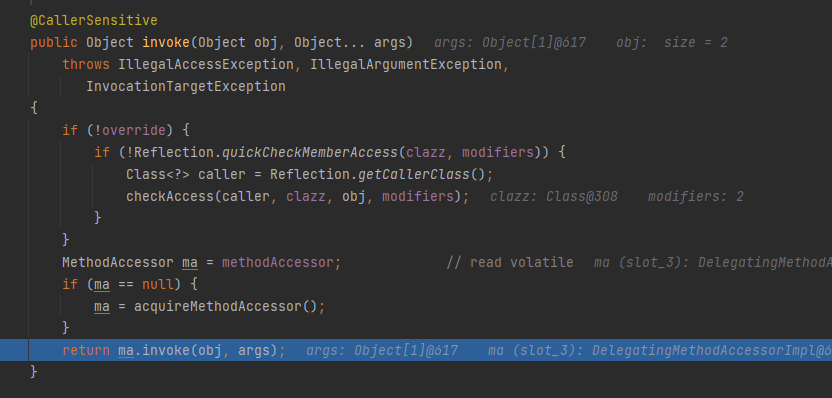 @CallerSensitive
public Object invoke(Object obj, Object... args)   args: Object[1]@617   obj:  size = 2
    throws IllegalAccessException, IllegalArgumentException,
       InvocationTargetException
{
    if (!override) {
        if (!Reflection.quickCheckMemberAccess(clazz, modifiers)) {
            Class<?> caller = Reflection.getCallerClass();
            checkAccess(caller, clazz, obj, modifiers);   clazz: Class@308   modifiers: 2
        }
    }
    MethodAccessor ma = methodAccessor;             // read volatile   ma (slot_3): DelegatingMethodA
    if (ma == null) {
        ma = acquireMethodAccessor();
    }
    return ma.invoke(obj, args);   args: Object[1]@617   ma (slot_3): DelegatingMethodAccessorImpl@6
}